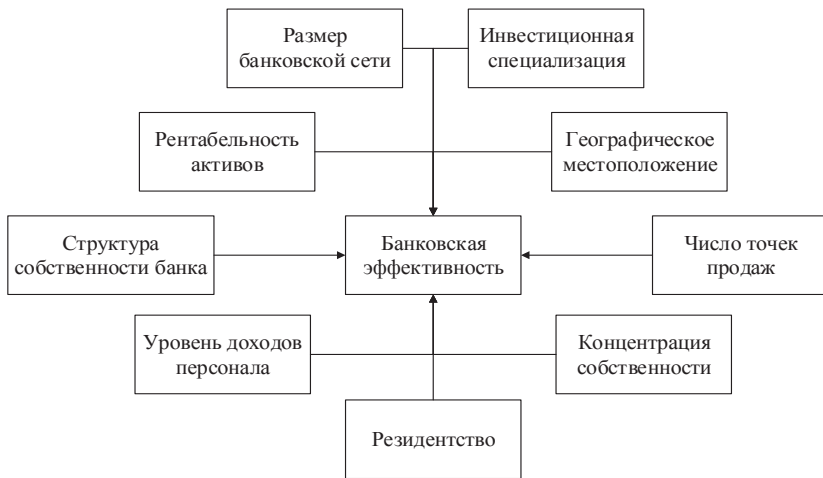 Размер
банковской сети
Инвестиционная
специализация
Рентабельность
активов
Географическое
местоположение
Структура
собственности банка
Банковская
эффективность
Число точек
продаж
Уровень доходов
персонала
Концентрация
собственности
Резидентство